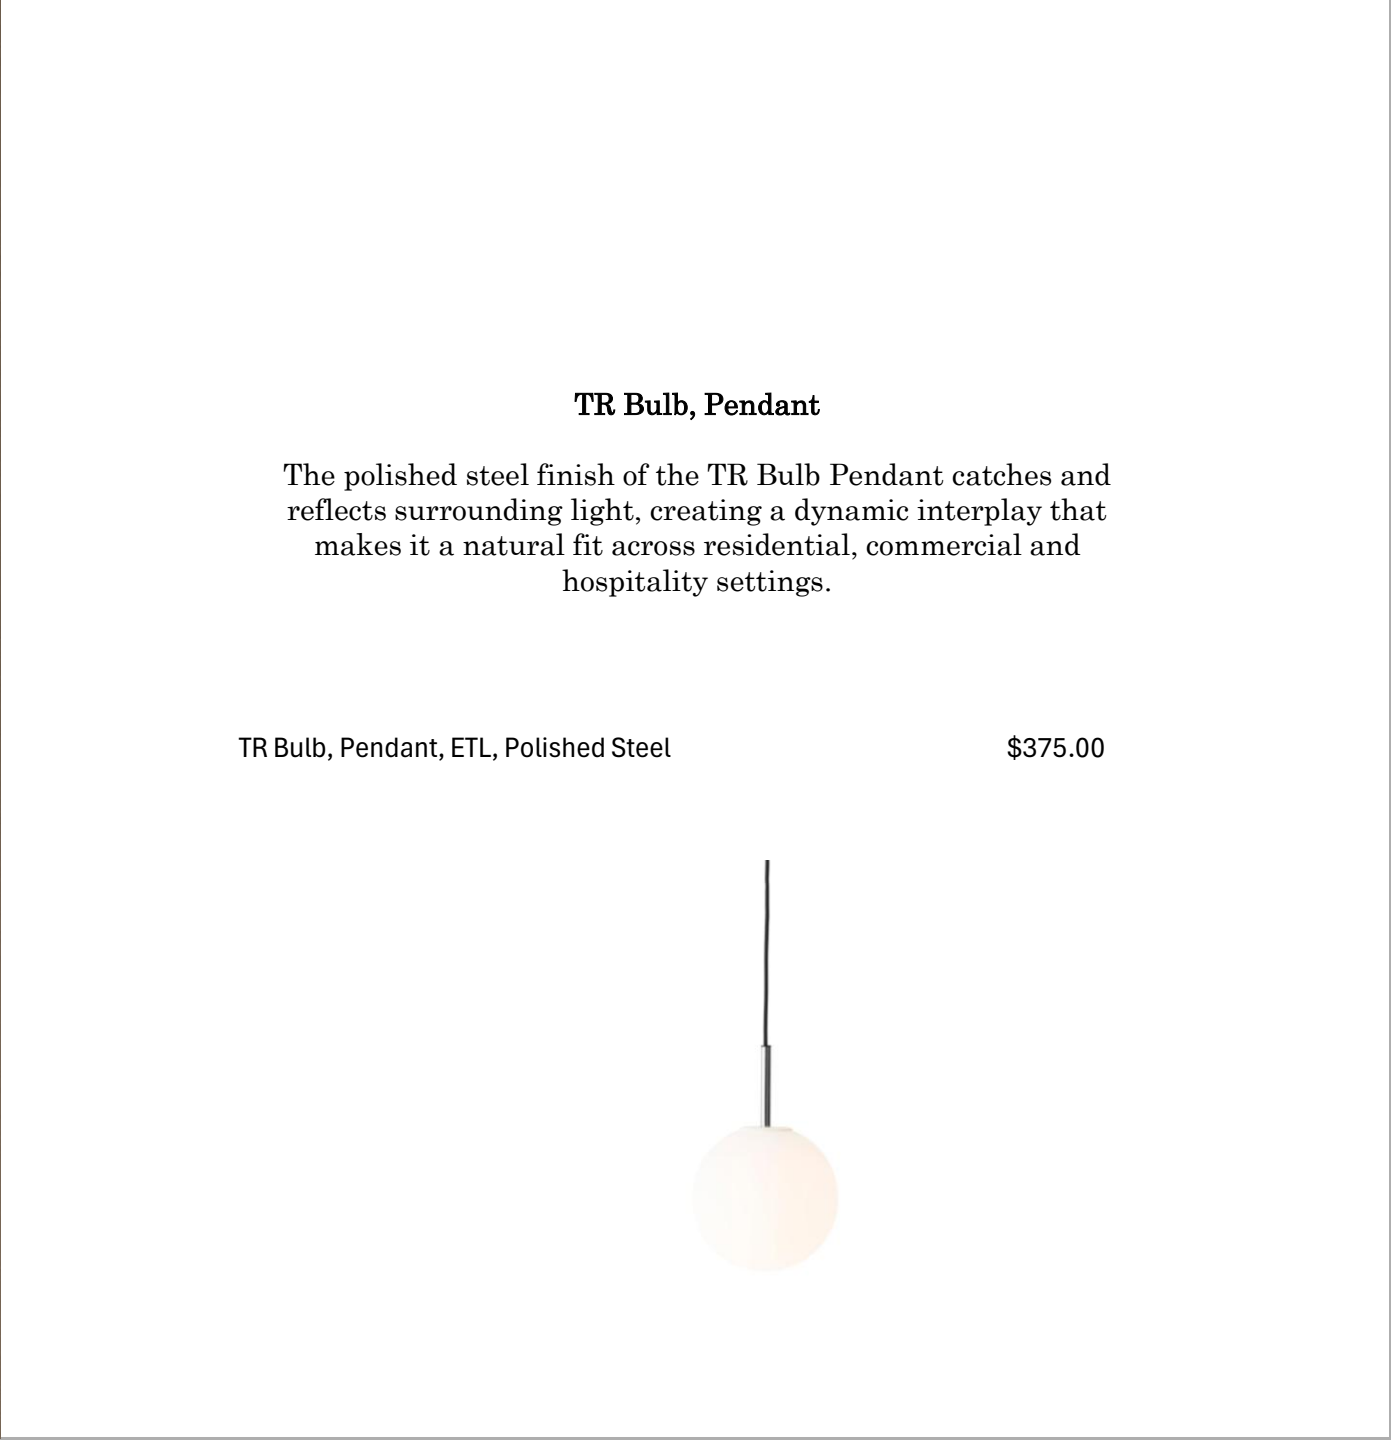 TR Bulb, Pendant
The polished steel finish of the TR Bulb Pendant catches and
reflects surrounding light, creating a dynamic interplay that
makes it a natural fit across residential, commercial and
hospitality settings.
TR Bulb, Pendant, ETL, Polished Steel $375.00